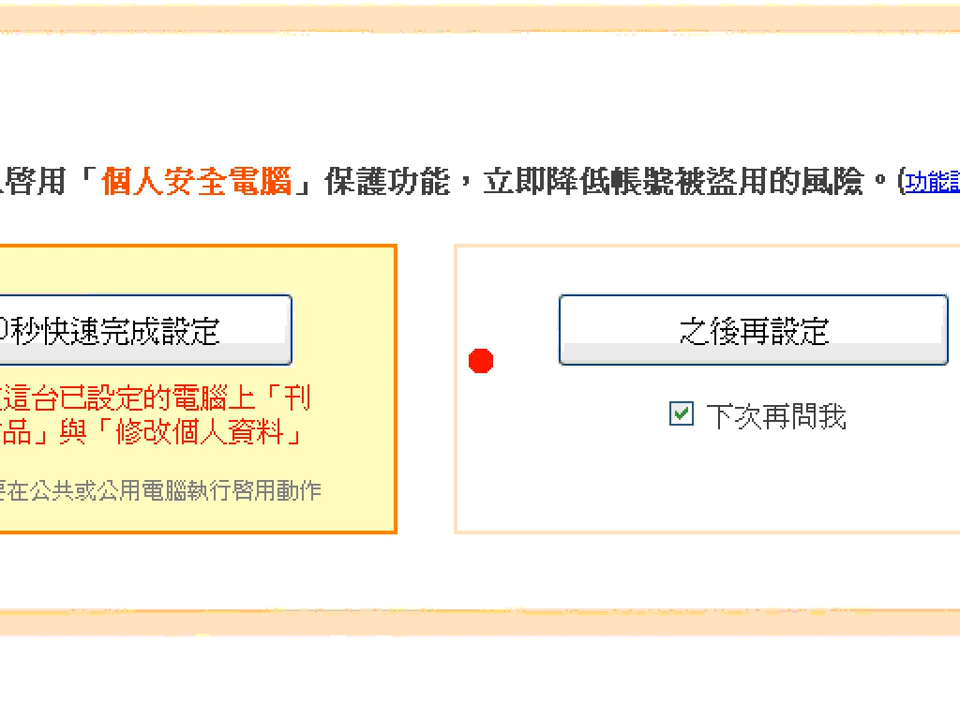 啓用「個人安全電腦」保護功能，立即降低帳號被盜用的風險。(功能
秒快速完成設定
之後再設定
這台已設定的電腦上「刊
品」與「修改個人資料」
下次再問我
要在公共或公用電腦執行啓用動作